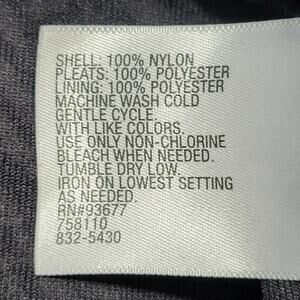 SHELL: 100% NYLON
PLEATS: 100% POLYESTER
LINING: 100% POLYESTER
MACHINE WASH COLD
GENTLE CYCLE.
WITH LIKE COLORS.
USE ONLY NON-CHLORINE
BLEACH WHEN NEEDED.
TUMBLE DRY LOW.
IRON ON LOWEST SETTING
AS NEEDED.
RN#93677
758110
832-5430